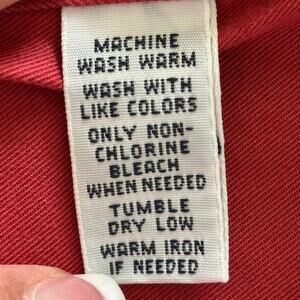 MACHINE
WASH WARM
WASH WITH
LIKE COLORS
ONLY NON-
CHLORINE
BLEACH
WHEN NEEDED
TUMBLE
DRY LOW
WARM IRON
IF NEEDED